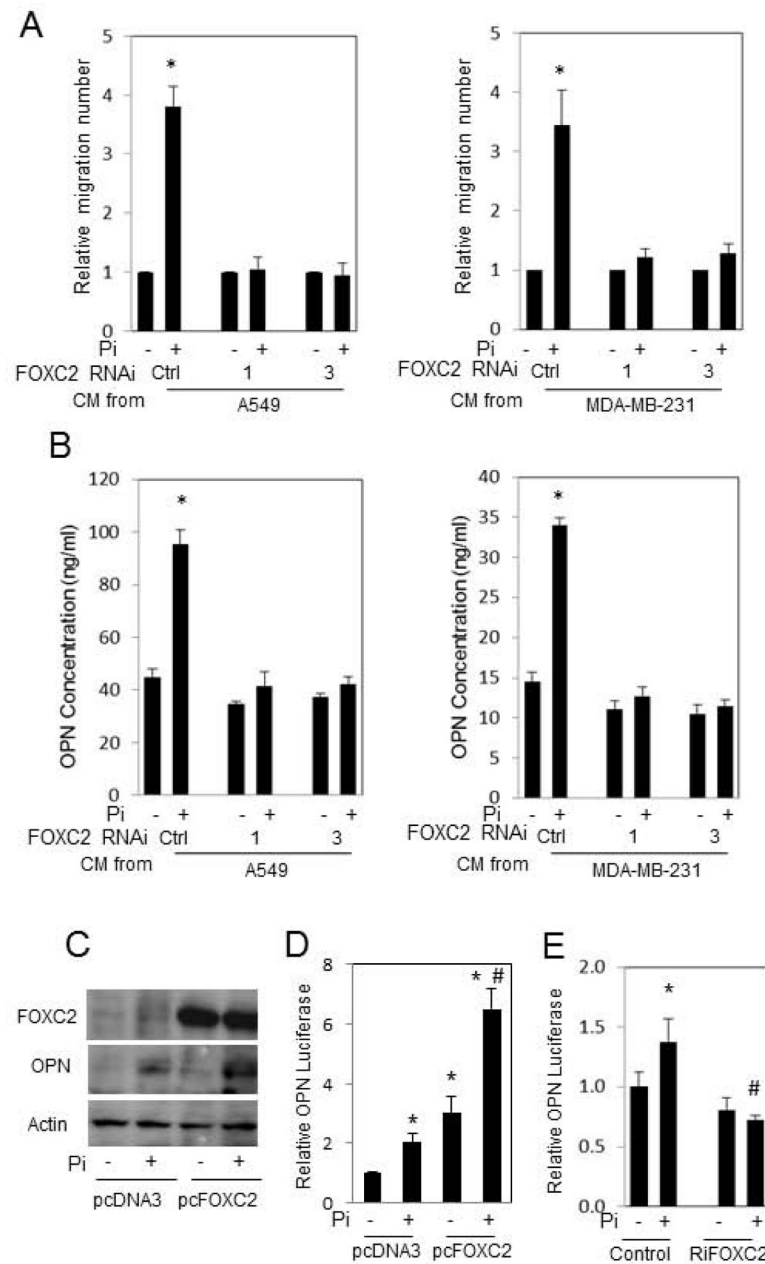 A
Relative migration number
5
4
3
2
1
0
*
Pi - + - + - +
FOXC2 RNAi Ctrl 1 3
CM from A549
Relative migration number
5
4
3
2
1
0
*
Pi - + - + - +
FOXC2 RNAi Ctrl 1 3
CM from MDA-MB-231
B
OPN Concentration (ng/ml)
120
100
80
60
40
20
0
*
Pi - + - + - +
FOXC2 RNAi Ctrl 1 3
CM from A549
OPN Concentration (ng/ml)
40
35
30
25
20
15
10
5
0
*
Pi - + - + - +
FOXC2 RNAi Ctrl 1 3
CM from MDA-MB-231
C
FOXC2
OPN
Actin
Pi - + - +
pcDNA3 pcFOXC2
D
Relative OPN Luciferase
8
6
4
2
0
* #
*
*
Pi - + - +
pcDNA3 pcFOXC2
E
Relative OPN Luciferase
2.0
1.5
1.0
0.5
0.0
*
#
Pi - + - +
Control RiFOXC2